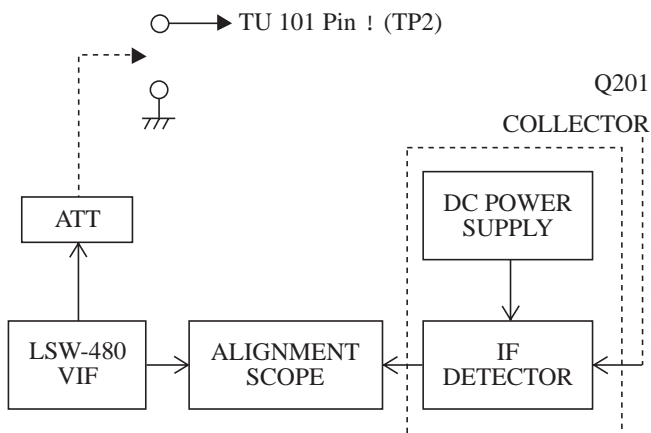 TU 101 Pin ! (TP2)
Q201
COLLECTOR
ATT
DC POWER
SUPPLY
LSW-480
VIF
ALIGNMENT
SCOPE
IF
DETECTOR